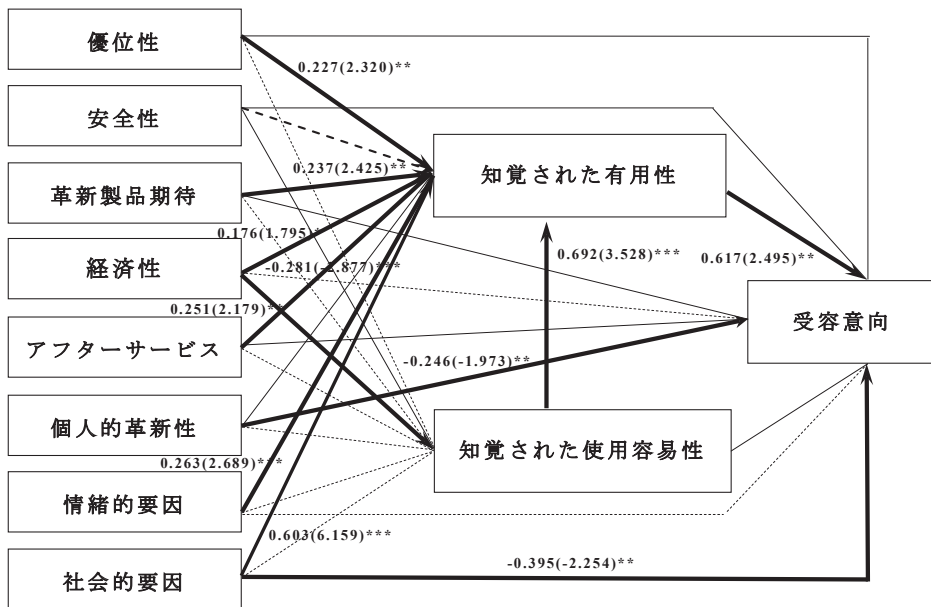 優位性
0.227(2.320)**
安全性
知覚された有用性
0.237(2.425)**
革新製品期待
0.176(1.795)*
0.692(3.528)***
0.617(2.495)**
経済性
-0.281(-2.877)***
受容意向
0.251(2.179)**
アフターサービス
-0.246(-1.973)**
個人的革新性
知覚された使用容易性
0.263(2.689)***
情緒的要因
0.603(6.159)***
-0.395(-2.254)**
社会的要因